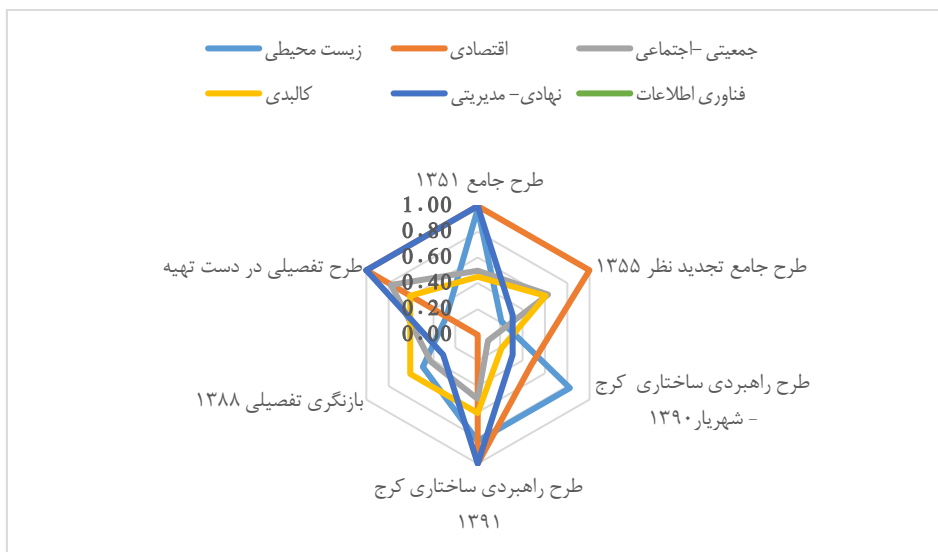 زیست محیطی
اقتصادی
جمعیتی –اجتماعی
کالبدی
نهادی– مدیریتی
فناوری اطلاعات
طرح جامع ۱۳۵۱
1.00
0.80
0.60
0.40
0.20
0.00
طرح جامع تجدید نظر ۱۳۵۵
طرح راهبردی ساختاری کرج
- شهریار۱۳۹۰
طرح راهبردی ساختاری کرج
۱۳۹۱
بازنگری تفصیلی ۱۳۸۸
طرح تفصیلی در دست تهیه